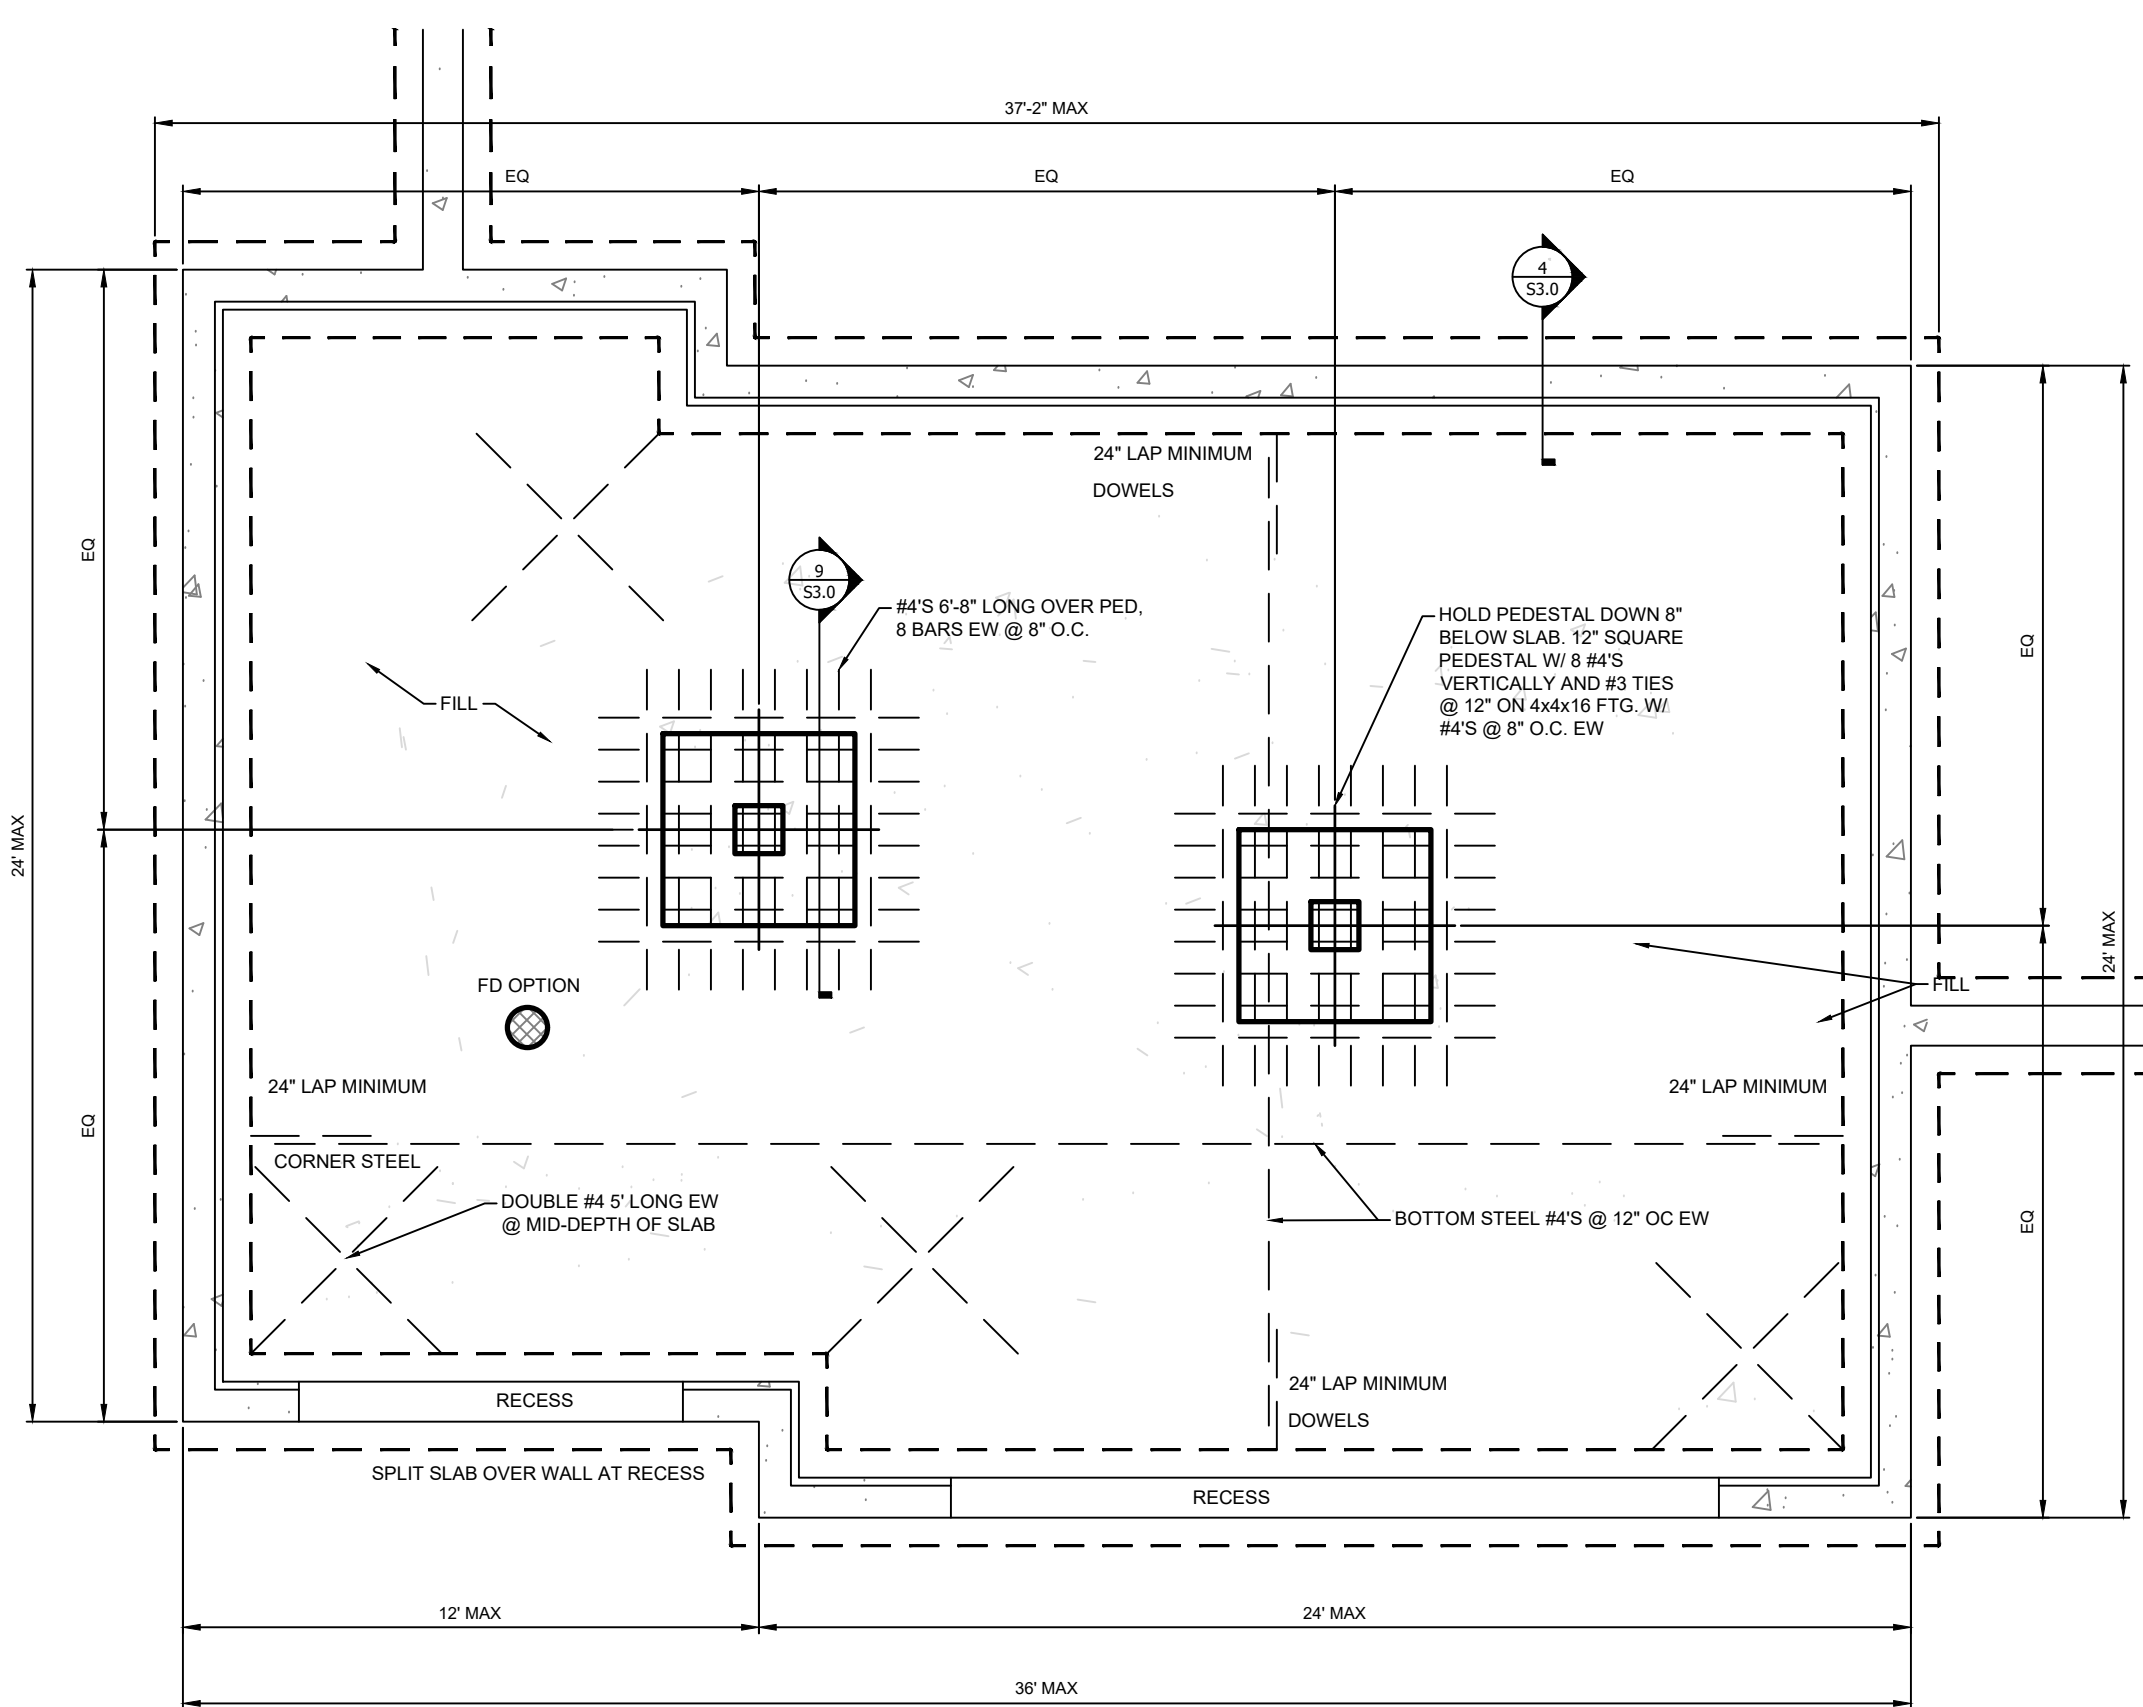 37'-2" MAX
EQ
EQ
EQ
4
S3.0
24" LAP MINIMUM
DOWELS
EQ
9
S3.0
#4'S 6'-8" LONG OVER PED,
8 BARS EW @ 8" O.C.
HOLD PEDESTAL DOWN 8"
BELOW SLAB. 12" SQUARE
PEDESTAL W/ 8 #4'S
VERTICALLY AND #3 TIES
@ 12" ON 4x4x16 FTG. W/
#4'S @ 8" O.C. EW
EQ
FILL
24' MAX
24' MAX
FD OPTION
FILL
24" LAP MINIMUM
24" LAP MINIMUM
EQ
CORNER STEEL
DOUBLE #4 5' LONG EW
@ MID-DEPTH OF SLAB
BOTTOM STEEL #4'S @ 12" OC EW
EQ
24" LAP MINIMUM
DOWELS
RECESS
SPLIT SLAB OVER WALL AT RECESS
RECESS
12' MAX
24' MAX
36' MAX